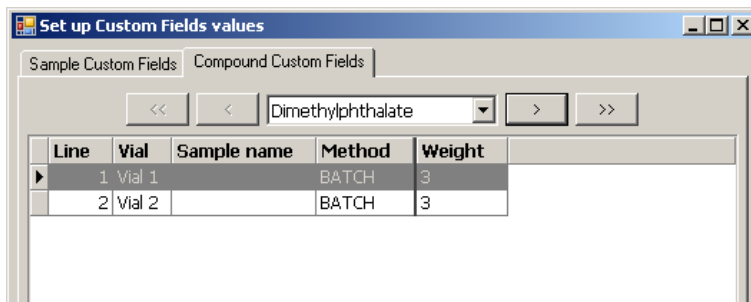 Set up Custom Fields values
Sample Custom Fields Compound Custom Fields
<< < Dimethylphthalate > >>
Line Vial Sample name Method Weight
1 Vial 1 BATCH 3
2 Vial 2 BATCH 3